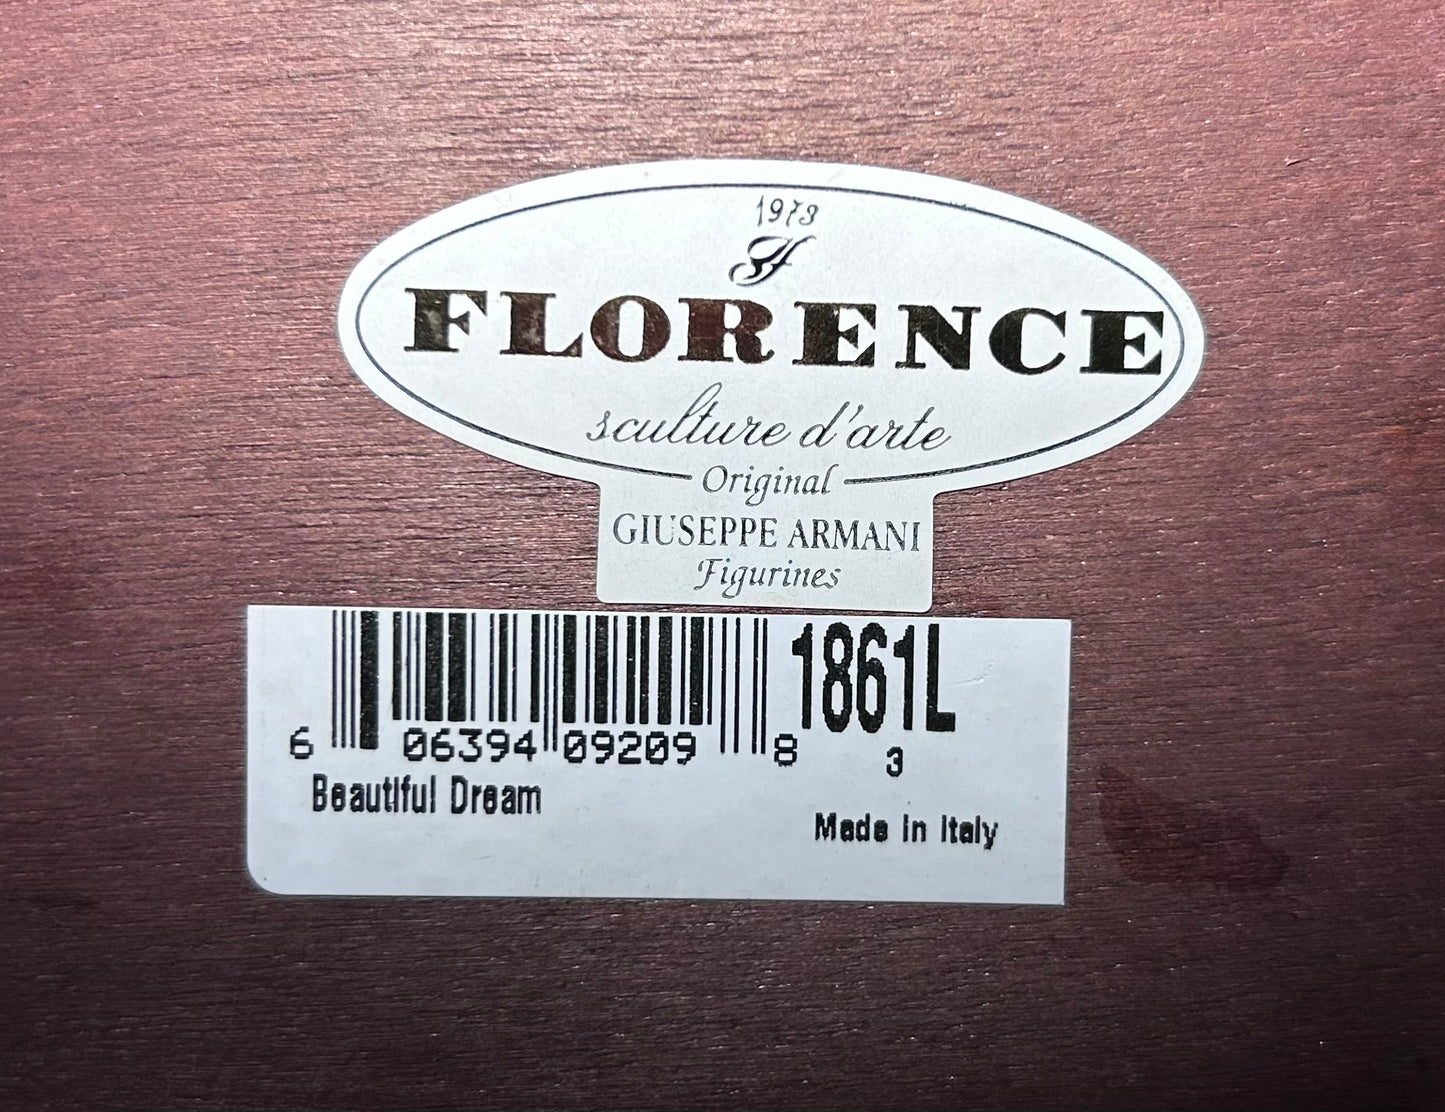 1973
FLORENCE
sculture d'arte
Original
GIUSEPPE ARMANI
Figurines
1861L
6 06394 09209 8
3
Beautiful Dream
Made in Italy